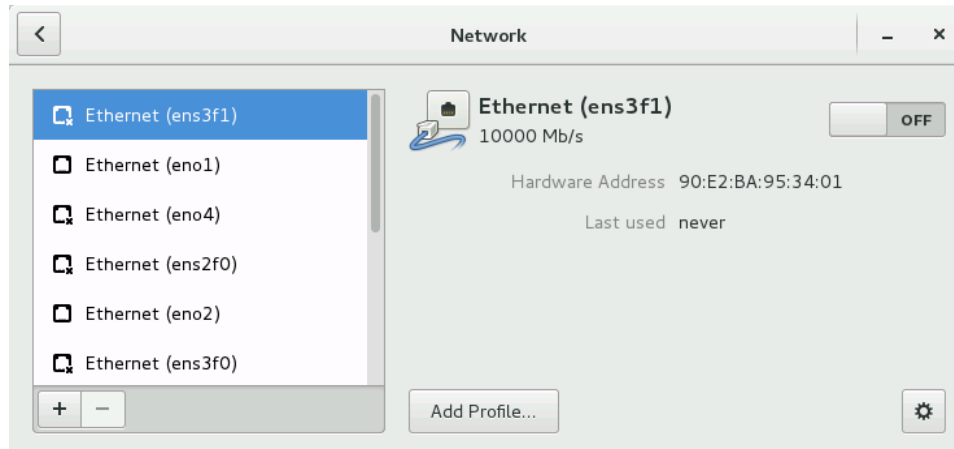 Network
Ethernet (ens3f1)
Ethernet (eno1)
Ethernet (eno4)
Ethernet (ens2f0)
Ethernet (eno2)
Ethernet (ens3f0)
Ethernet (ens3f1)
10000 Mb/s
OFF
Hardware Address 90:E2:BA:95:34:01
Last used never
Add Profile...